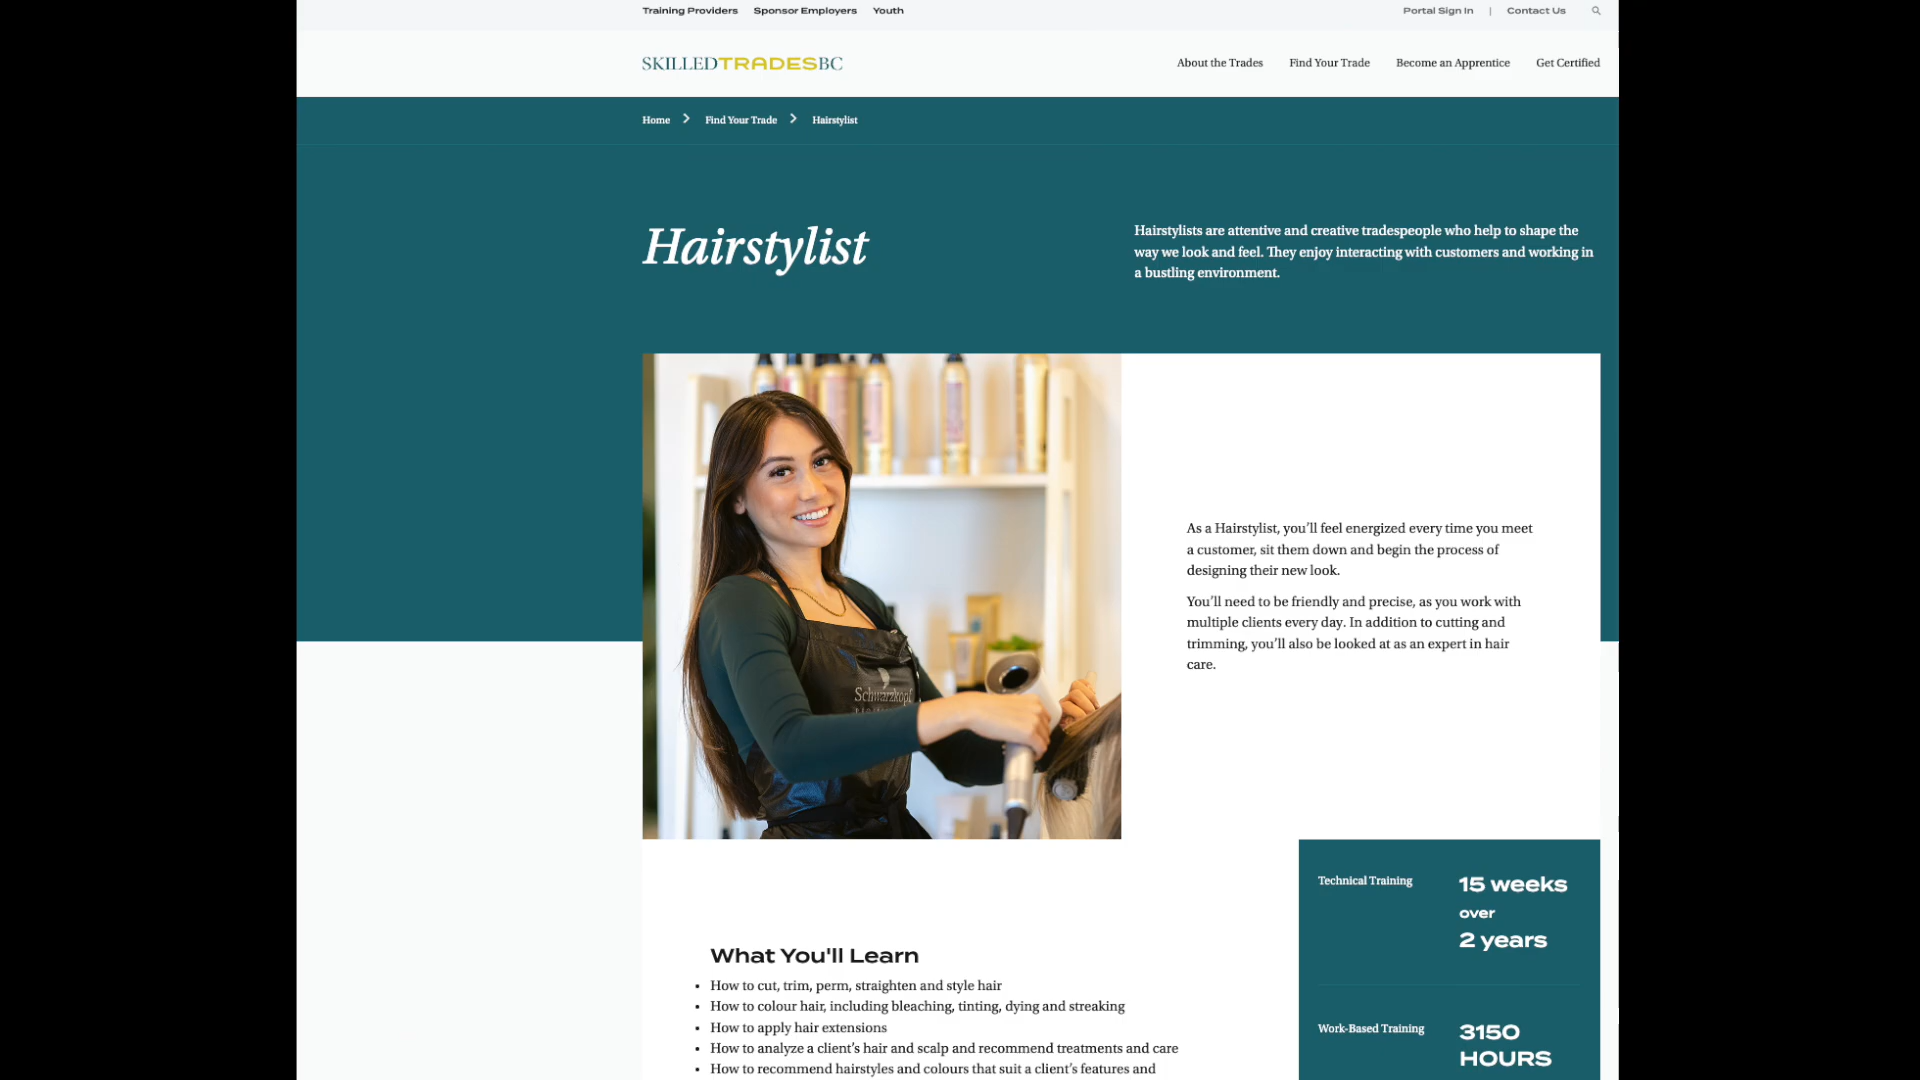 Training Providers Sponsor Employers Youth Portal Sign In | Contact Us
SKILLEDTRADESBC About the Trades Find Your Trade Become an Apprentice Get Certified
Home Find Your Trade Hairstylist
Hairstylist
Hairstylists are attentive and creative tradespeople who help to shape the
way we look and feel. They enjoy interacting with customers and working in
a bustling environment.
Schwarzkopf
As a Hairstylist, you’ll feel energized every time you meet
a customer, sit them down and begin the process of
designing their new look.
You’ll need to be friendly and precise, as you work with
multiple clients every day. In addition to cutting and
trimming, you’ll also be looked at as an expert in hair
care.
What You'll Learn
• How to cut, trim, perm, straighten and style hair
• How to colour hair, including bleaching, tinting, dying and streaking
• How to apply hair extensions
• How to analyze a client’s hair and scalp and recommend treatments and care
• How to recommend hairstyles and colours that suit a client’s features and
Technical Training
15 weeks
over
2 years
Work-Based Training
3150
HOURS